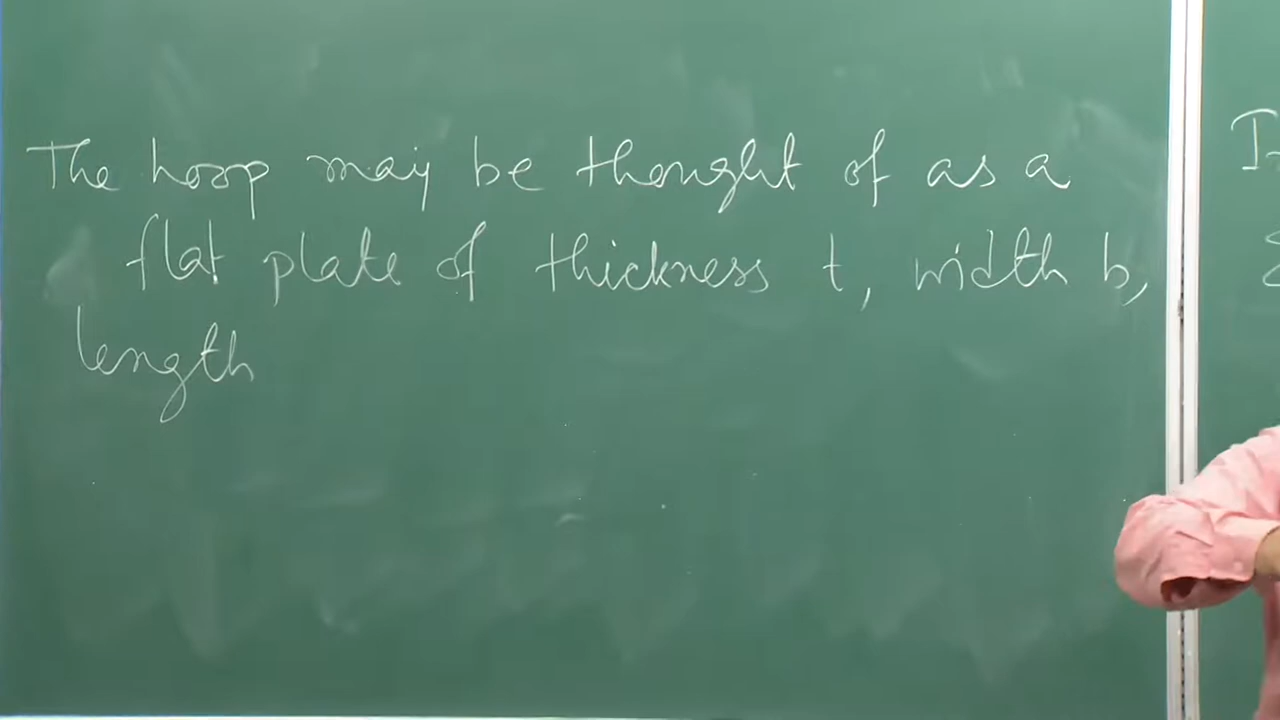 The hoop may be thought of as a
flat plate of thickness t, width b,
length